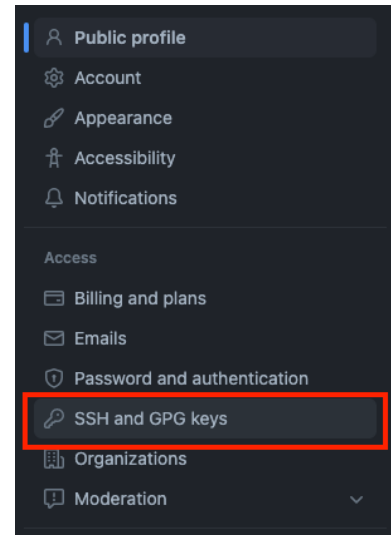 Public profile
Account
Appearance
Accessibility
Notifications
Access
Billing and plans
Emails
Password and authentication
SSH and GPG keys
Organizations
Moderation